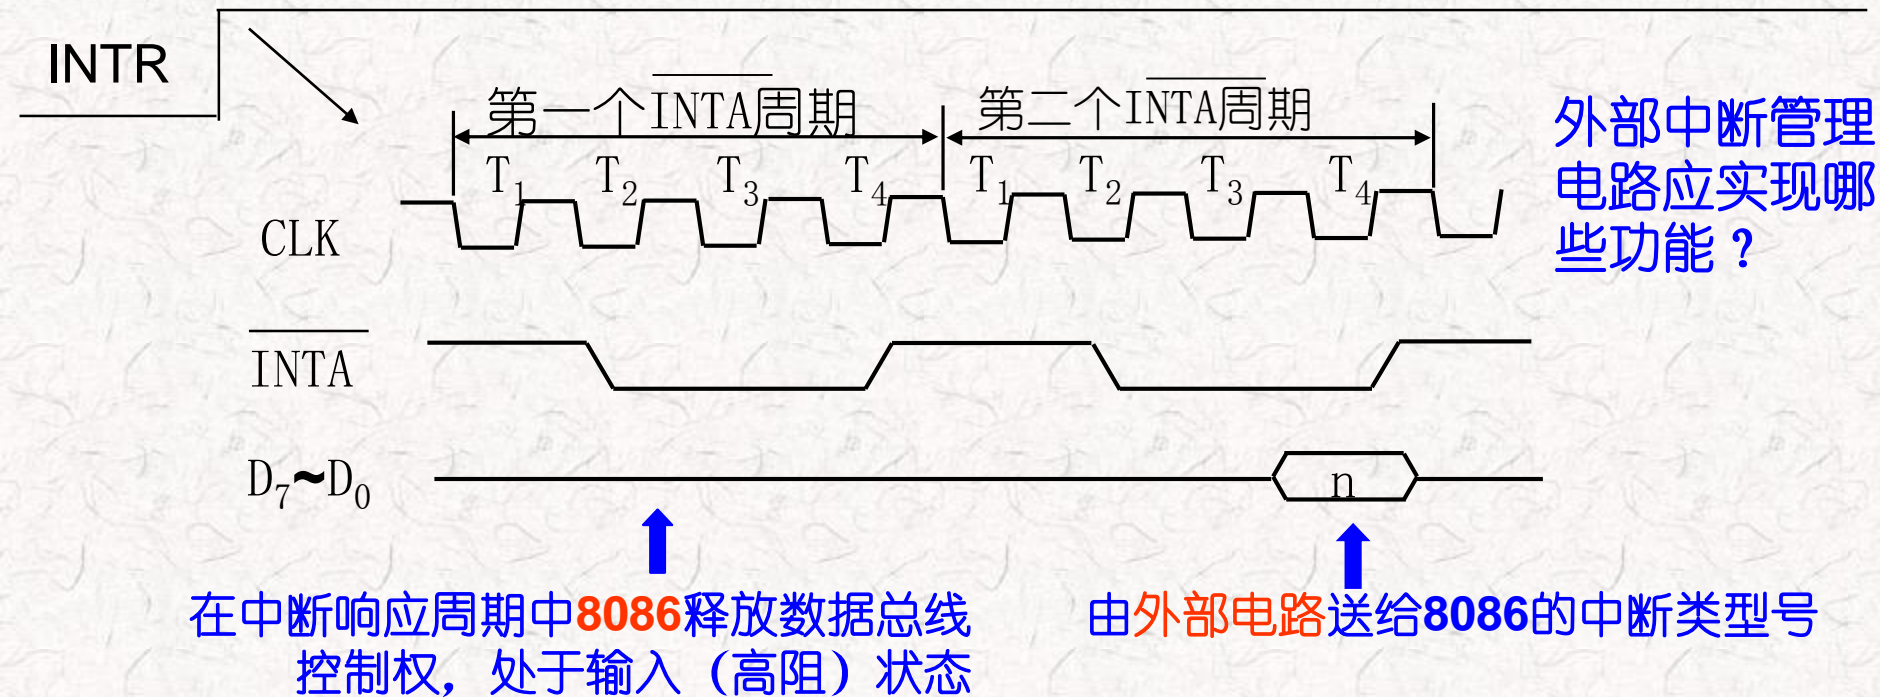 INTR
第一个INTA周期
第二个INTA周期
外部中断管理
电路应实现哪
些功能？
T1 T2 T3 T4 T1 T2 T3 T4
CLK
INTA
D7~D0
n
在中断响应周期中8086释放数据总线
控制权，处于输入（高阻）状态
由外部电路送给8086的中断类型号